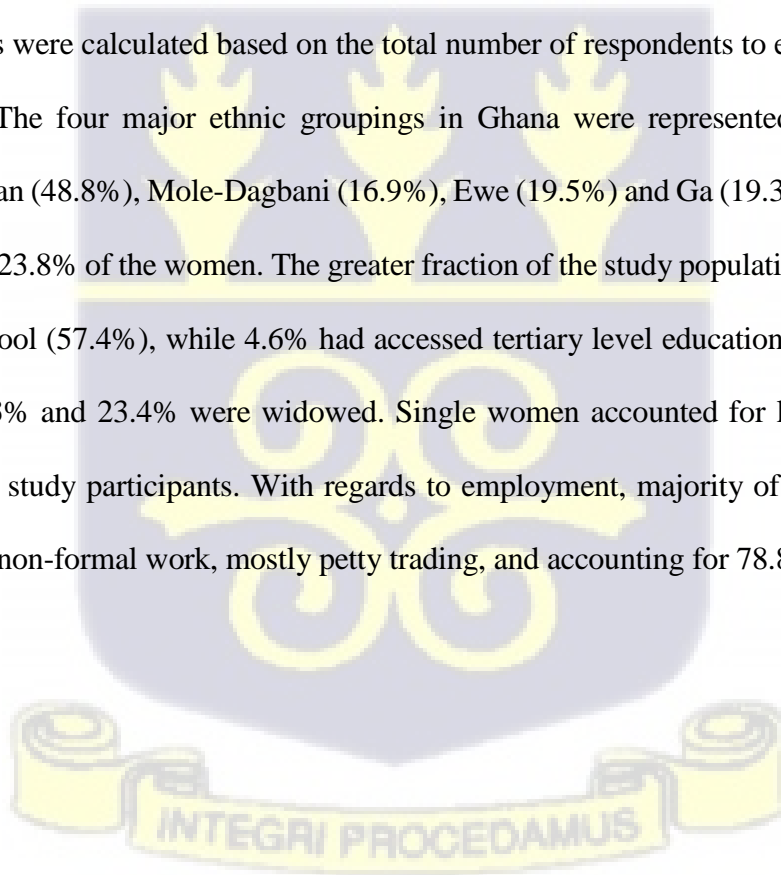 s were calculated based on the total number of respondents to e
The four major ethnic groupings in Ghana were represented
an (48.8%), Mole-Dagbani (16.9%), Ewe (19.5%) and Ga (19.3
23.8% of the women. The greater fraction of the study populati
ool (57.4%), while 4.6% had accessed tertiary level education
% and 23.4% were widowed. Single women accounted for
study participants. With regards to employment, majority of
non-formal work, mostly petty trading, and accounting for 78.8
INTEGRI PROCEDAMUS